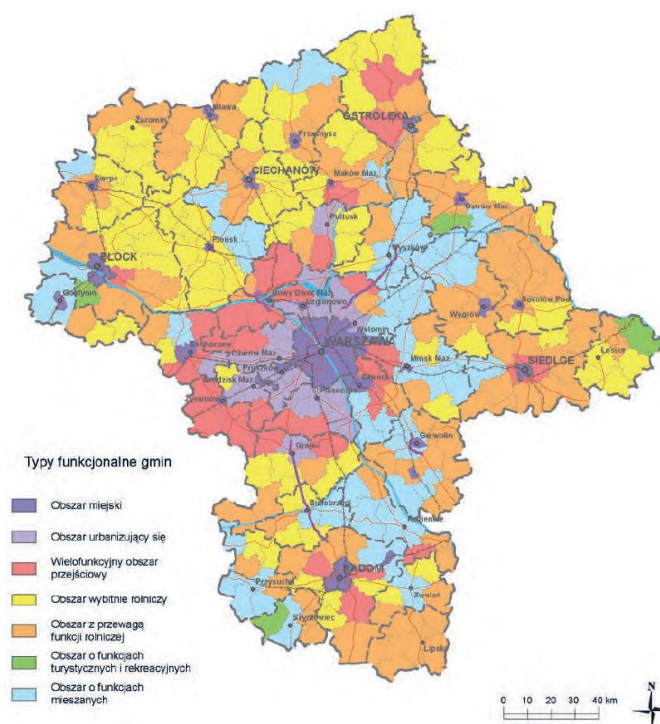 Żuromin
Mława
OSTROŁĘKA
Przasnysz
CIECHANÓW
Maków Maz.
Sierpc
Ostrów Maz.
Pułtusk
Płońsk
Wyszków
PŁOCK
Gostynin
Nowy Dwór Maz.
Legionowo
Węgrów
Sokołów Pod.
Wołomin
Sochaczew
WARSZAWA
Łosice
Ożarów Maz.
Mińsk Maz.
SIEDLCE
Pruszków
Otwock
Grodzisk Maz.
Piaseczno
Żyrardów
Garwolin
Grójec
Białobrzegi
Kozienice
RADOM
Przysucha
Zwoleń
Szydłowiec
Lipsko
Typy funkcjonalne gmin
Obszar miejski
Obszar urbanizujący się
Wielofunkcyjny obszar
przejściowy
Obszar wybitnie rolniczy
Obszar z przewagą
funkcji rolniczej
Obszar o funkcjach
turystycznych i rekreacyjnych
Obszar o funkcjach
mieszanych
N
0 10 20 30 40 km